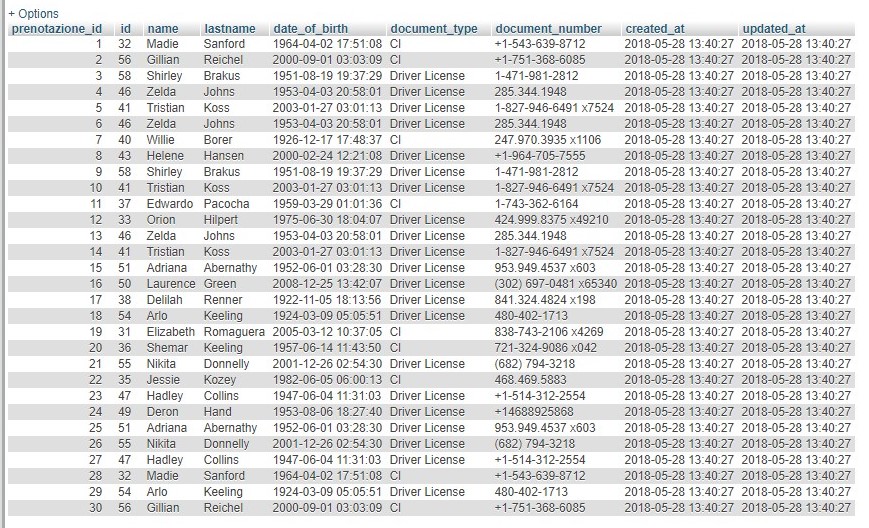 + Options
prenotazione_id id name lastname date_of_birth document_type document_number created_at updated_at
1 32 Madie Sanford 1964-04-02 17:51:08 CI +1-543-639-8712 2018-05-28 13:40:27 2018-05-28 13:40:27
2 56 Gillian Reichel 2000-09-01 03:03:09 CI +1-751-368-6085 2018-05-28 13:40:27 2018-05-28 13:40:27
3 58 Shirley Brakus 1951-08-19 19:37:29 Driver License 1-471-981-2812 2018-05-28 13:40:27 2018-05-28 13:40:27
4 46 Zelda Johns 1953-04-03 20:58:01 Driver License 285.344.1948 2018-05-28 13:40:27 2018-05-28 13:40:27
5 41 Tristian Koss 2003-01-27 03:01:13 Driver License 1-827-946-6491 x7524 2018-05-28 13:40:27 2018-05-28 13:40:27
6 46 Zelda Johns 1953-04-03 20:58:01 Driver License 285.344.1948 2018-05-28 13:40:27 2018-05-28 13:40:27
7 40 Willie Borer 1926-12-17 17:48:37 CI 247.970.3935 x1106 2018-05-28 13:40:27 2018-05-28 13:40:27
8 43 Helene Hansen 2000-02-24 12:21:08 Driver License +1-964-705-7555 2018-05-28 13:40:27 2018-05-28 13:40:27
9 58 Shirley Brakus 1951-08-19 19:37:29 Driver License 1-471-981-2812 2018-05-28 13:40:27 2018-05-28 13:40:27
10 41 Tristian Koss 2003-01-27 03:01:13 Driver License 1-827-946-6491 x7524 2018-05-28 13:40:27 2018-05-28 13:40:27
11 37 Edwardo Pacocha 1959-03-29 01:01:36 CI 1-743-362-6164 2018-05-28 13:40:27 2018-05-28 13:40:27
12 33 Orion Hilpert 1975-06-30 18:04:07 Driver License 424.999.8375 x49210 2018-05-28 13:40:27 2018-05-28 13:40:27
13 46 Zelda Johns 1953-04-03 20:58:01 Driver License 285.344.1948 2018-05-28 13:40:27 2018-05-28 13:40:27
14 41 Tristian Koss 2003-01-27 03:01:13 Driver License 1-827-946-6491 x7524 2018-05-28 13:40:27 2018-05-28 13:40:27
15 51 Adriana Abernathy 1952-06-01 03:28:30 Driver License 953.949.4537 x603 2018-05-28 13:40:27 2018-05-28 13:40:27
16 50 Laurence Green 2008-12-25 13:42:07 Driver License (302) 697-0481 x65340 2018-05-28 13:40:27 2018-05-28 13:40:27
17 38 Delilah Renner 1922-11-05 18:13:56 Driver License 841.324.4824 x198 2018-05-28 13:40:27 2018-05-28 13:40:27
18 54 Arlo Keeling 1924-03-09 05:05:51 Driver License 480-402-1713 2018-05-28 13:40:27 2018-05-28 13:40:27
19 31 Elizabeth Romaguera 2005-03-12 10:37:05 CI 838-743-2106 x4269 2018-05-28 13:40:27 2018-05-28 13:40:27
20 36 Shemar Keeling 1957-06-14 11:43:50 CI 721-324-9086 x042 2018-05-28 13:40:27 2018-05-28 13:40:27
21 55 Nikita Donnelly 2001-12-26 02:54:30 Driver License (682) 794-3218 2018-05-28 13:40:27 2018-05-28 13:40:27
22 35 Jessie Kozey 1982-06-05 06:00:13 CI 468.469.5883 2018-05-28 13:40:27 2018-05-28 13:40:27
23 47 Hadley Collins 1947-06-04 11:31:03 Driver License +1-514-312-2554 2018-05-28 13:40:27 2018-05-28 13:40:27
24 49 Deron Hand 1953-08-06 18:27:40 Driver License +14688925868 2018-05-28 13:40:27 2018-05-28 13:40:27
25 51 Adriana Abernathy 1952-06-01 03:28:30 Driver License 953.949.4537 x603 2018-05-28 13:40:27 2018-05-28 13:40:27
26 55 Nikita Donnelly 2001-12-26 02:54:30 Driver License (682) 794-3218 2018-05-28 13:40:27 2018-05-28 13:40:27
27 47 Hadley Collins 1947-06-04 11:31:03 Driver License +1-514-312-2554 2018-05-28 13:40:27 2018-05-28 13:40:27
28 32 Madie Sanford 1964-04-02 17:51:08 CI +1-543-639-8712 2018-05-28 13:40:27 2018-05-28 13:40:27
29 54 Arlo Keeling 1924-03-09 05:05:51 Driver License 480-402-1713 2018-05-28 13:40:27 2018-05-28 13:40:27
30 56 Gillian Reichel 2000-09-01 03:03:09 CI +1-751-368-6085 2018-05-28 13:40:27 2018-05-28 13:40:27